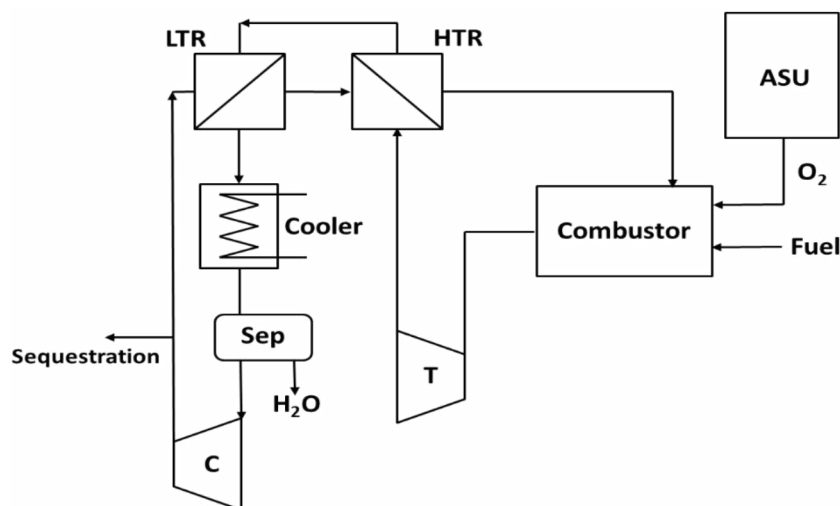 LTR
HTR
ASU
O₂
Cooler
Combustor
Fuel
Sep
Sequestration
T
H₂O
C